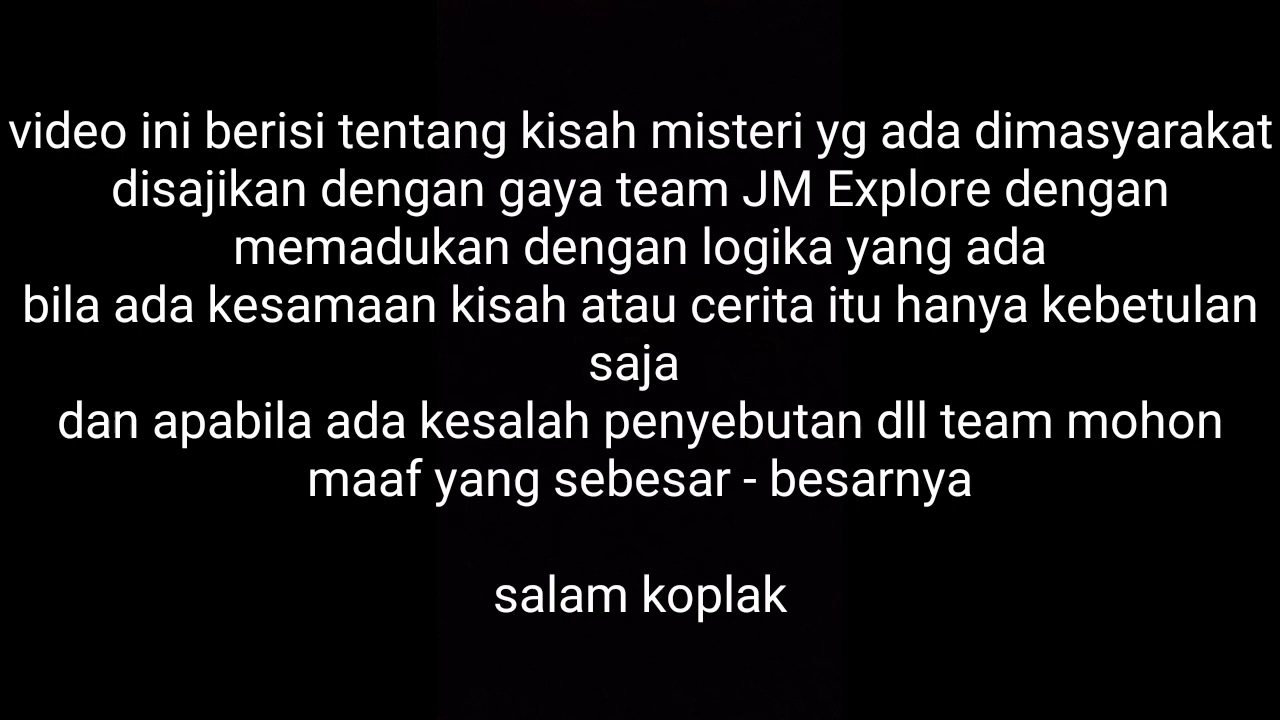 video ini berisi tentang kisah misteri yg ada dimasyarakat
disajikan dengan gaya team JM Explore dengan
memadukan dengan logika yang ada
bila ada kesamaan kisah atau cerita itu hanya kebetulan
saja
dan apabila ada kesalah penyebutan dll team mohon
maaf yang sebesar - besarnya
salam koplak